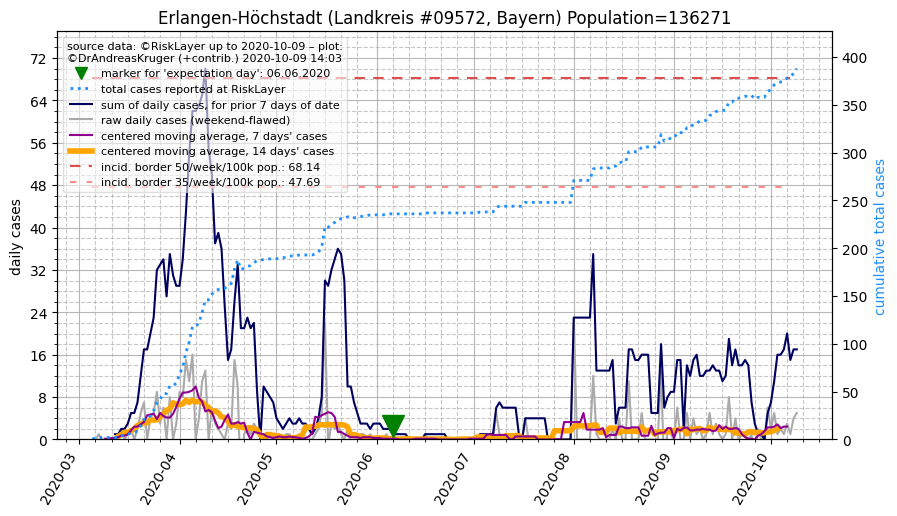 Erlangen-Höchstadt (Landkreis #09572, Bayern) Population=136271
source data: ©RiskLayer up to 2020-10-09 – plot:
©DrAndreasKruger (+contrib.) 2020-10-09 14:03
marker for 'expectation day': 06.06.2020
total cases reported at RiskLayer
sum of daily cases, for prior 7 days of date
raw daily cases (weekend-flawed)
centered moving average, 7 days' cases
centered moving average, 14 days' cases
incid. border 50/week/100k pop.: 68.14
incid. border 35/week/100k pop.: 47.69
daily cases
72
64
56
48
40
32
24
16
8
0
cumulative total cases
400
350
300
250
200
150
100
50
0
2020-03
2020-04
2020-05
2020-06
2020-07
2020-08
2020-09
2020-10